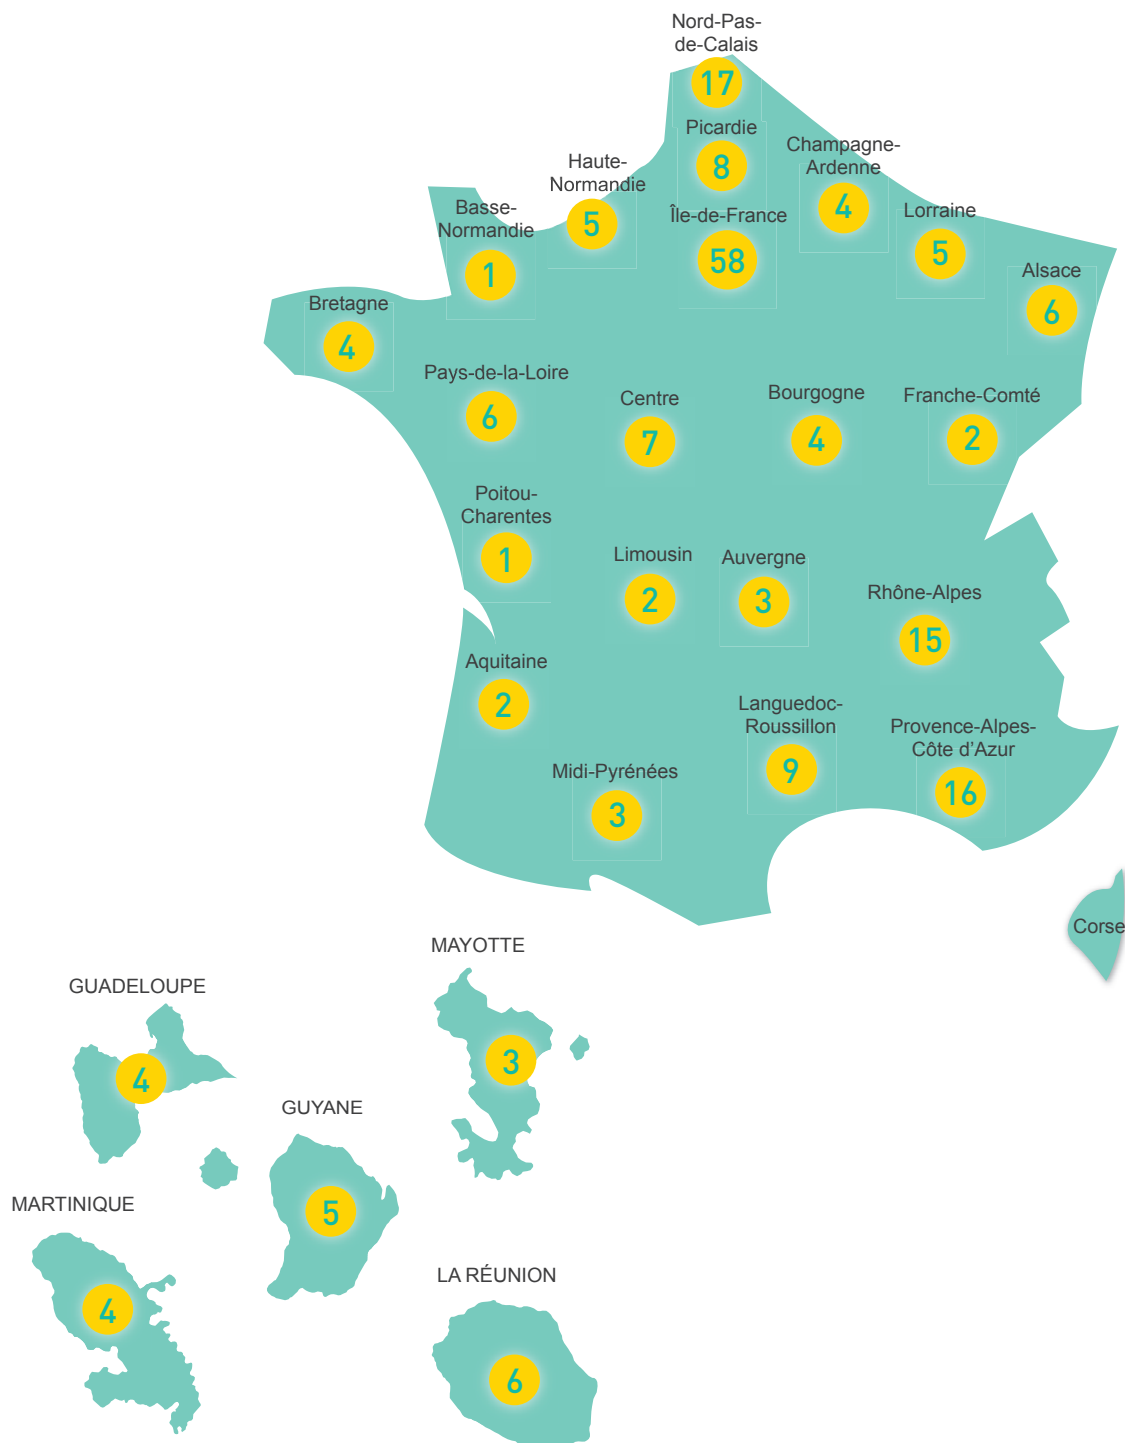 Nord-Pas-
de-Calais
17
Picardie
8
Champagne-
Ardenne
4
Haute-
Normandie
5
Île-de-France
58
Lorraine
5
Basse-
Normandie
1
Alsace
6
Bretagne
4
Pays-de-la-Loire
6
Centre
7
Bourgogne
4
Franche-Comté
2
Poitou-
Charentes
1
Limousin
2
Auvergne
3
Rhône-Alpes
15
Aquitaine
2
Languedoc-
Roussillon
9
Provence-Alpes-
Côte d’Azur
16
Midi-Pyrénées
3
Corse
MAYOTTE
3
GUADELOUPE
4
GUYANE
5
MARTINIQUE
4
LA RÉUNION
6